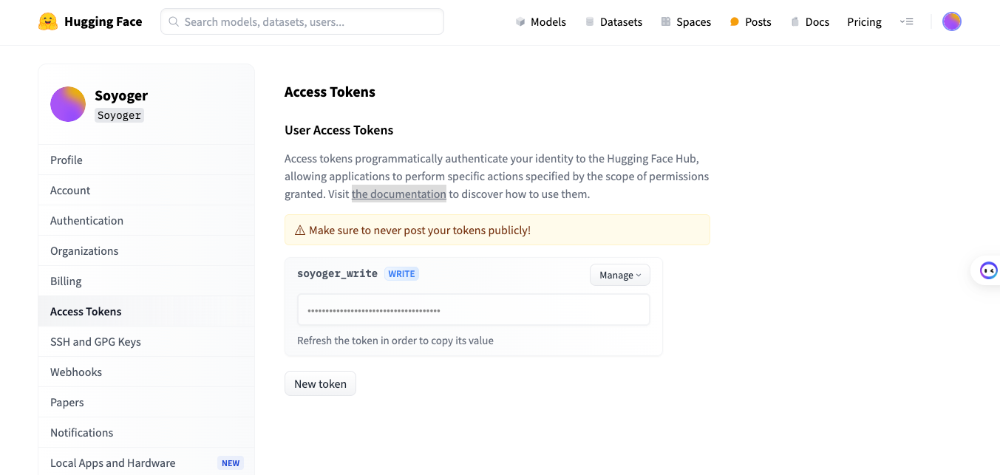 Hugging Face
Search models, datasets, users...
Models
Datasets
Spaces
Posts
Docs
Pricing
Soyoger
Soyoger
Profile
Account
Authentication
Organizations
Billing
Access Tokens
SSH and GPG Keys
Webhooks
Papers
Notifications
Local Apps and Hardware NEW
Access Tokens
User Access Tokens
Access tokens programmatically authenticate your identity to the Hugging Face Hub,
allowing applications to perform specific actions specified by the scope of permissions
granted. Visit the documentation to discover how to use them.
⚠ Make sure to never post your tokens publicly!
soyoger_write WRITE
Manage
•••••••••••••••••••••••••••••••••••••
Refresh the token in order to copy its value
New token